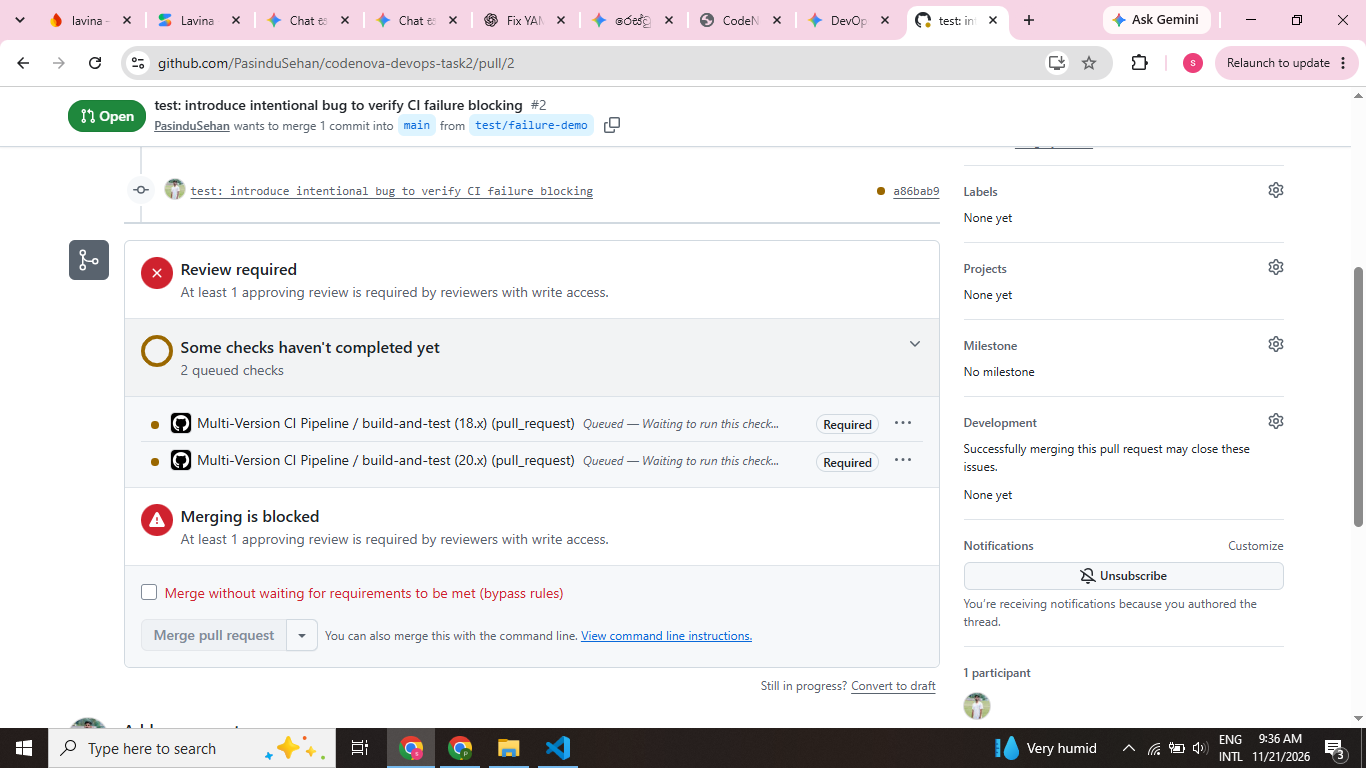 lavina -
Lavina
Chat
Chat
Fix YAM
CodeN
DevOp
test: int
Ask Gemini
github.com/PasinduSehan/codenova-devops-task2/pull/2
s
Relaunch to update
Open
test: introduce intentional bug to verify CI failure blocking #2
PasinduSehan wants to merge 1 commit into main from test/failure-demo
test: introduce intentional bug to verify CI failure blocking
a86bab9
Review required
At least 1 approving review is required by reviewers with write access.
Some checks haven't completed yet
2 queued checks
Multi-Version CI Pipeline / build-and-test (18.x) (pull_request) Queued — Waiting to run this check... Required
Multi-Version CI Pipeline / build-and-test (20.x) (pull_request) Queued — Waiting to run this check... Required
Merging is blocked
At least 1 approving review is required by reviewers with write access.
Merge without waiting for requirements to be met (bypass rules)
Merge pull request
You can also merge this with the command line. View command line instructions.
Still in progress? Convert to draft
Labels
None yet
Projects
None yet
Milestone
No milestone
Development
Successfully merging this pull request may close these
issues.
None yet
Notifications
Customize
Unsubscribe
You're receiving notifications because you authored the
thread.
1 participant
Type here to search
Very humid
ENG
INTL
9:36 AM
11/21/2026
3